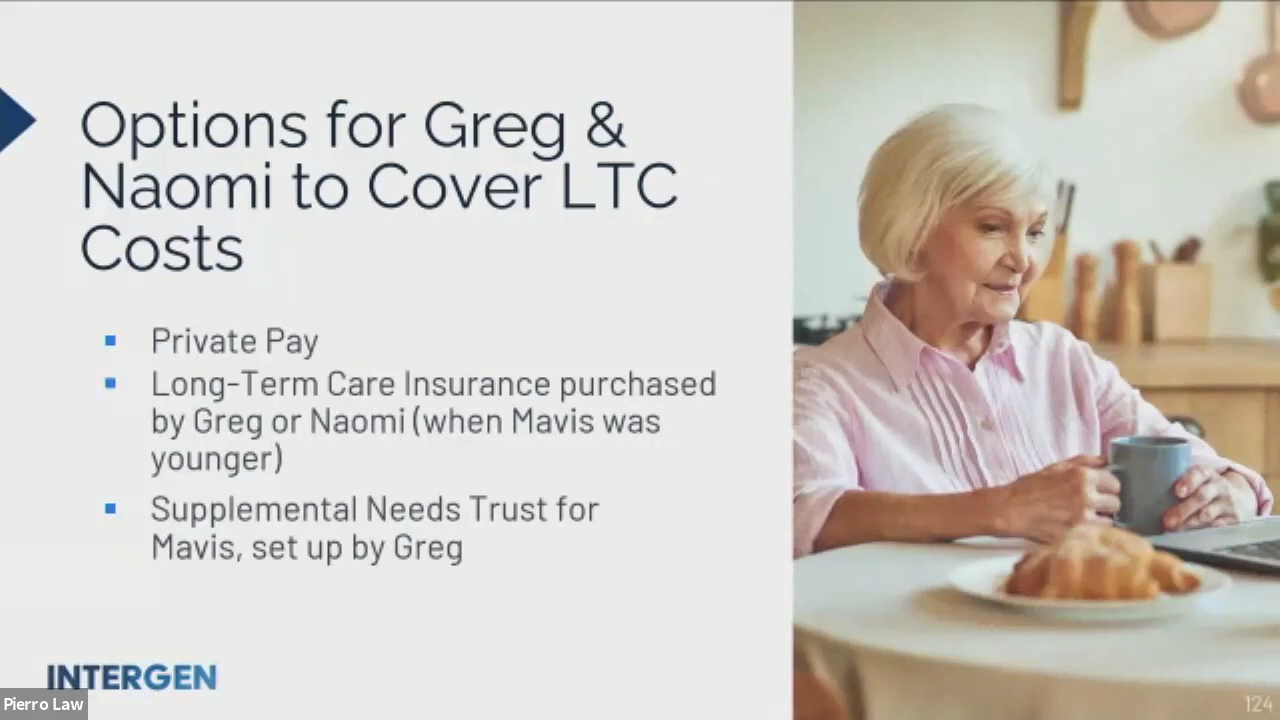 Options for Greg &
Naomi to Cover LTC
Costs
Private Pay
Long-Term Care Insurance purchased
by Greg or Naomi (when Mavis was
younger)
Supplemental Needs Trust for
Mavis, set up by Greg
INTERGEN
Pierro Law
124